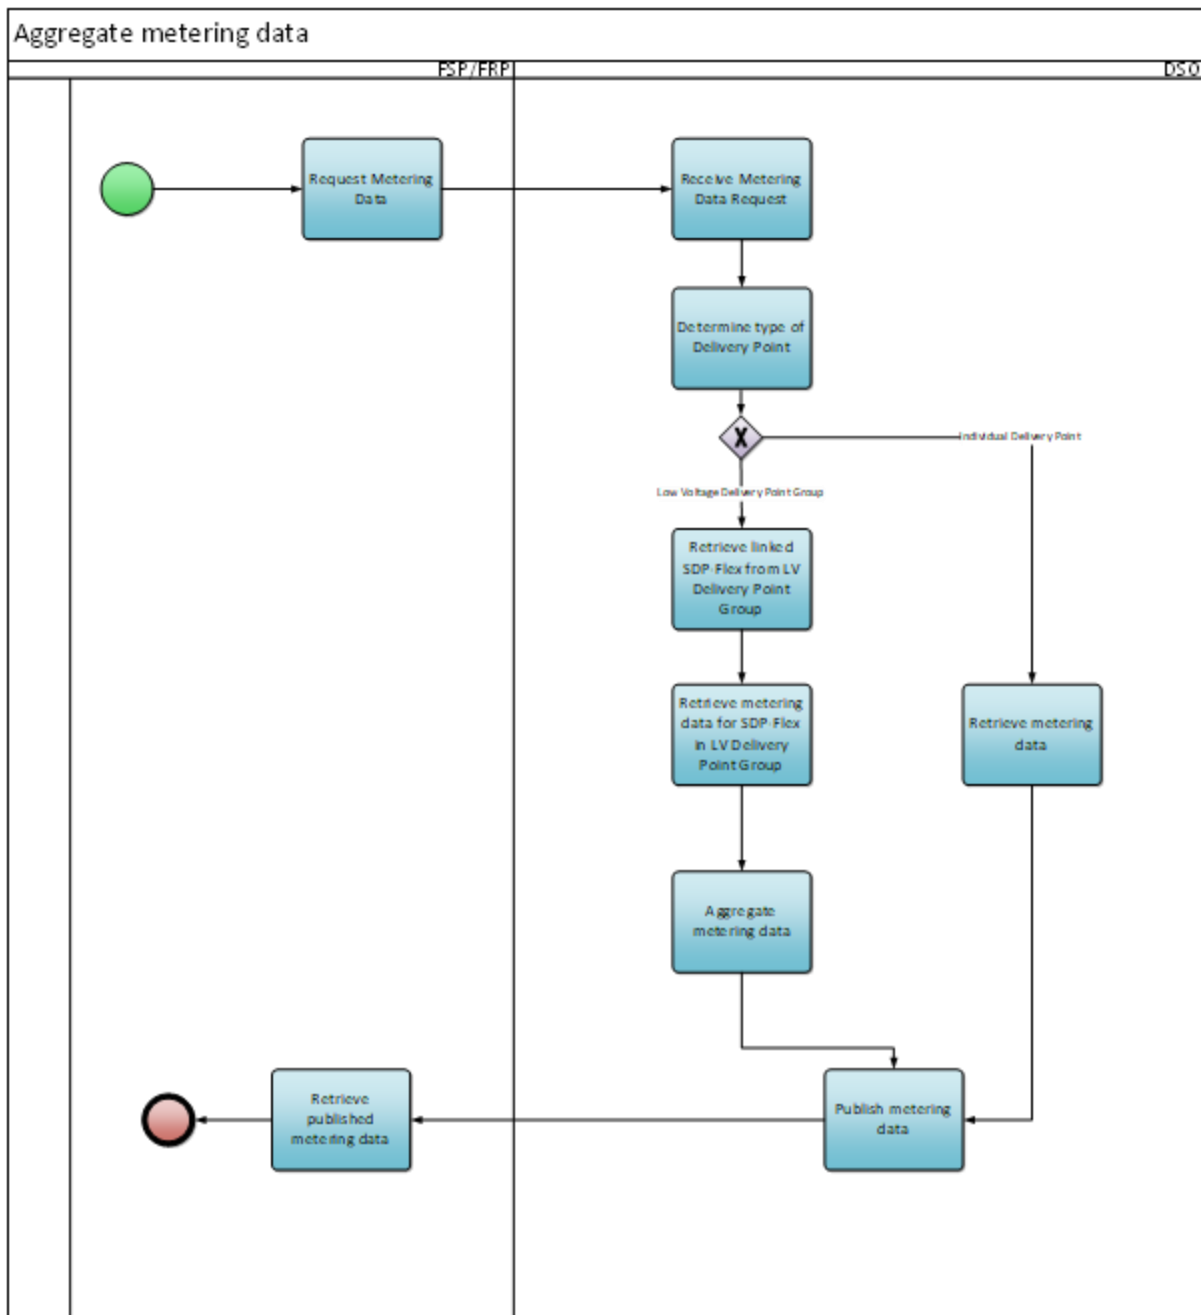 Aggregate metering data
FSP/FRP
DSO
Request Metering
Data
Receive Metering
Data Request
Determine type of
Delivery Point
X
Individual Delivery Point
Low Voltage Delivery Point Group
Retrieve linked
SDP-Flex from LV
Delivery Point
Group
Retrieve metering
data for SDP-Flex
in LV Delivery
Point Group
Retrieve metering
data
Aggregate
metering data
Retrieve
published
metering data
Publish metering
data